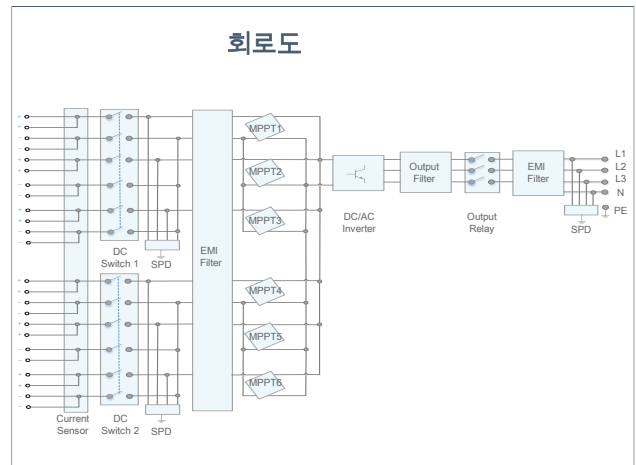 회로도
MPPT1
MPPT2
MPPT3
MPPT4
MPPT5
MPPT6
DC
Switch 1
SPD
EMI
Filter
DC/AC
Inverter
Output
Filter
Output
Relay
EMI
Filter
SPD
L1
L2
L3
N
PE
Current
Sensor
DC
Switch 2
SPD